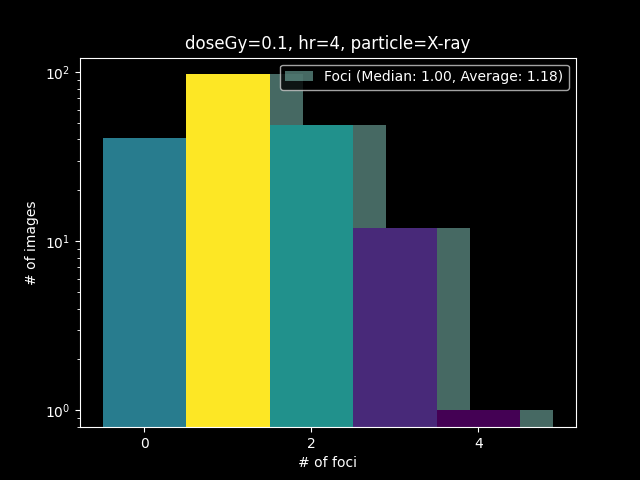 doseGy=0.1, hr=4, particle=X-ray
Foci (Median: 1.00, Average: 1.18)
10²
10¹
10⁰
# of images
0 2 4
# of foci